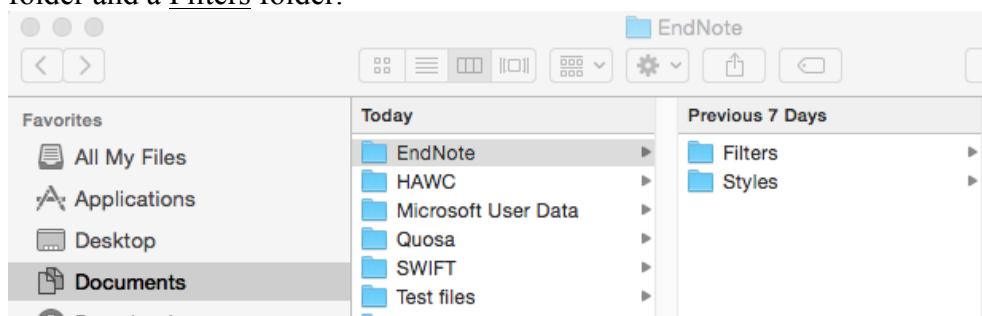 folder and a Filters folder.
EndNote
Favorites
All My Files
Applications
Desktop
Documents
Today
EndNote
HAWC
Microsoft User Data
Quosa
SWIFT
Test files
Previous 7 Days
Filters
Styles